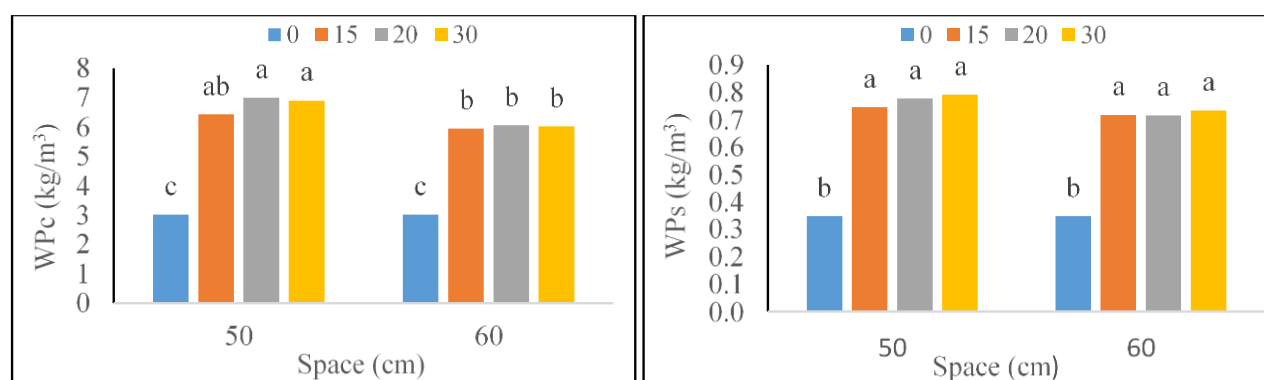 0 15 20 30
8
7
6
5
4
3
2
1
0
WPc (kg/m³)
c ab a a
c b b b
50 60
Space (cm)
0 15 20 30
0.9
0.8
0.7
0.6
0.5
0.4
0.3
0.2
0.1
0.0
WPs (kg/m³)
b a a a
b a a a
50 60
Space (cm)